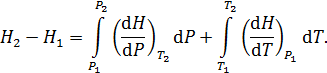 H₂ − H₁ = ∫_{P₁}^{P₂} (dH/dP)_{T₂} dP + ∫_{T₁}^{T₂} (dH/dT)_{P₁} dT.